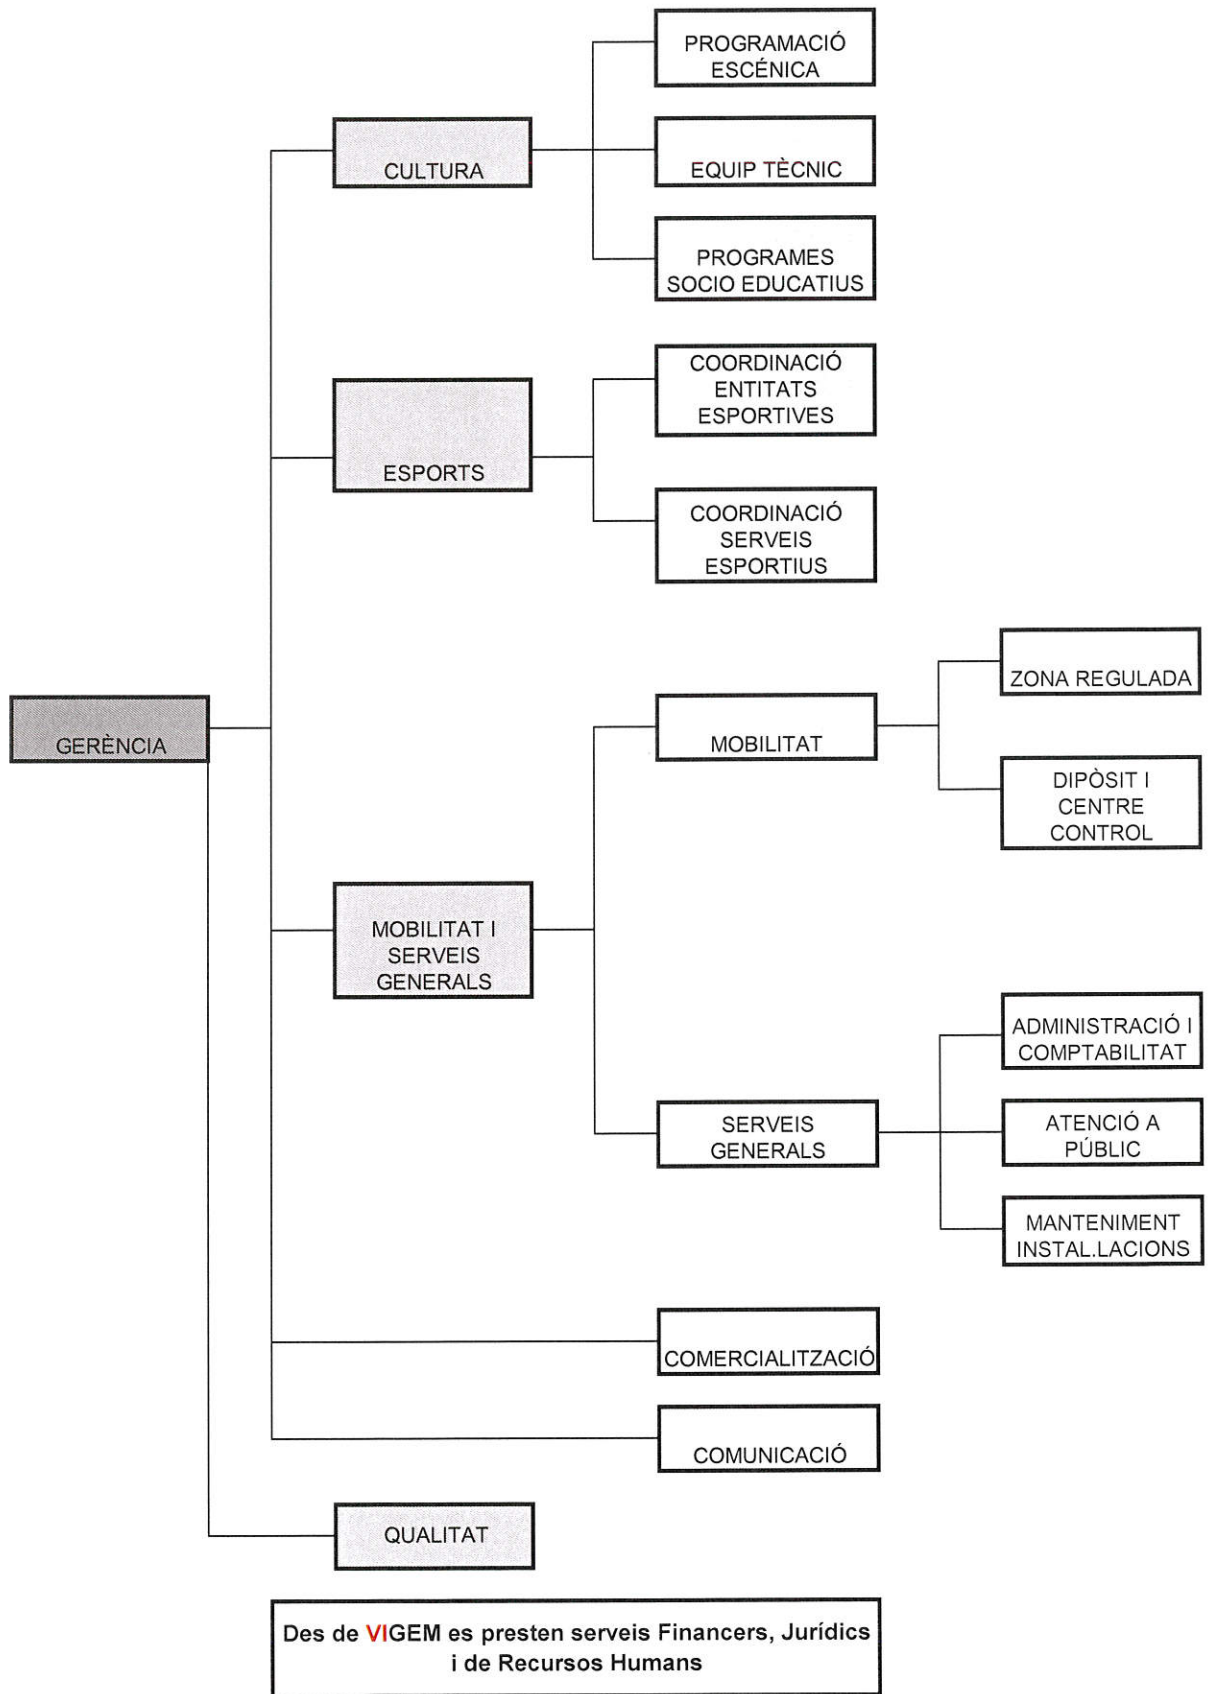 PROGRAMACIÓ
ESCÉNICA
CULTURA
EQUIP TÈCNIC
PROGRAMES
SOCIO EDUCATIUS
COORDINACIÓ
ENTITATS
ESPORTIVES
ESPORTS
COORDINACIÓ
SERVEIS
ESPORTIUS
ZONA REGULADA
GERÈNCIA
MOBILITAT
DIPÒSIT I
CENTRE
CONTROL
MOBILITAT I
SERVEIS
GENERALS
ADMINISTRACIÓ I
COMPTABILITAT
SERVEIS
GENERALS
ATENCIÓ A
PÚBLIC
MANTENIMENT
INSTAL.LACIONS
COMERCIALITZACIÓ
COMUNICACIÓ
QUALITAT
Des de VIGEM es presten serveis Financers, Jurídics
i de Recursos Humans